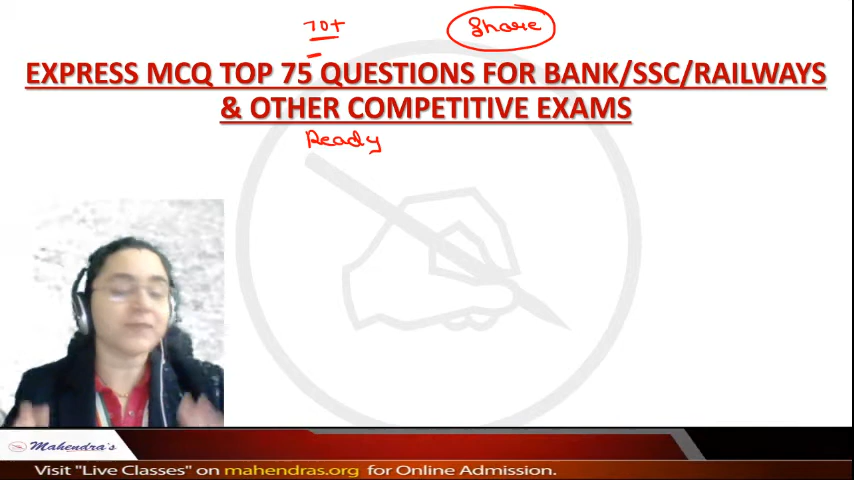 70+
Share
EXPRESS MCQ TOP 75 QUESTIONS FOR BANK/SSC/RAILWAYS
& OTHER COMPETITIVE EXAMS
Ready
Mahendra's
Visit "Live Classes" on mahendras.org for Online Admission.